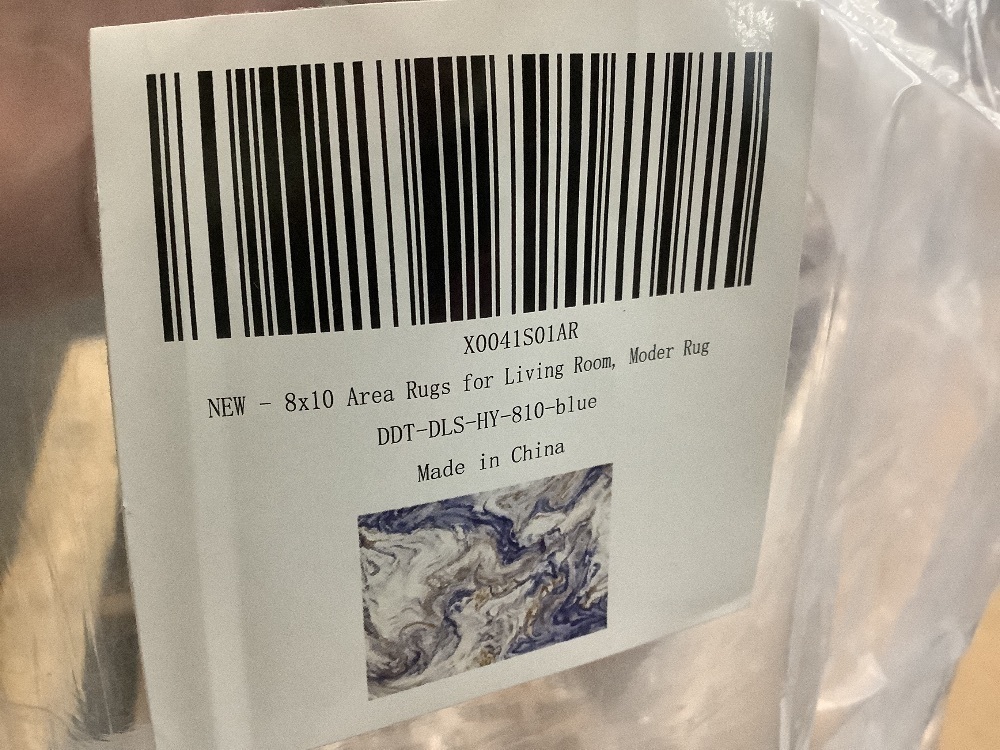 X0041S01AR
NEW - 8x10 Area Rugs for Living Room, Moder Rug
DDT-DLS-HY-810-blue
Made in China